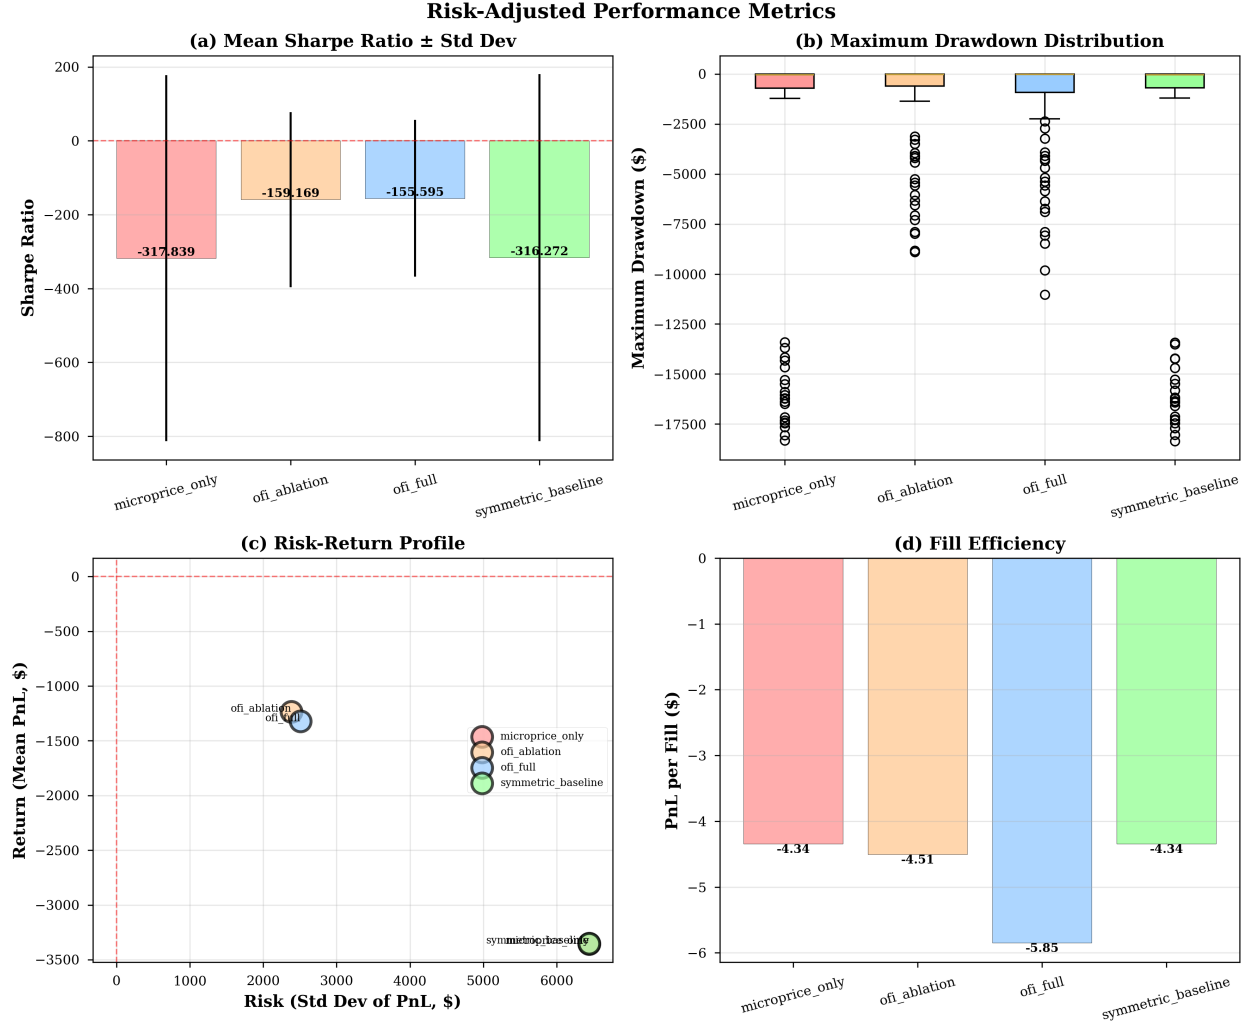 Risk-Adjusted Performance Metrics
(a) Mean Sharpe Ratio ± Std Dev
Sharpe Ratio
200
0
−200
−400
−600
−800
-317.839
-159.169
-155.595
-316.272
microprice_only
ofi_ablation
ofi_full
symmetric_baseline
(b) Maximum Drawdown Distribution
Maximum Drawdown ($)
0
−2500
−5000
−7500
−10000
−12500
−15000
−17500
microprice_only
ofi_ablation
ofi_full
symmetric_baseline
(c) Risk-Return Profile
Return (Mean PnL, $)
0
−500
−1000
−1500
−2000
−2500
−3000
−3500
ofi_ablation
ofi_full
microprice_only
ofi_ablation
ofi_full
symmetric_baseline
symmetric_baseline
microprice_only
0
1000
2000
3000
4000
5000
6000
Risk (Std Dev of PnL, $)
(d) Fill Efficiency
PnL per Fill ($)
0
−1
−2
−3
−4
−5
−6
-4.34
-4.51
-5.85
-4.34
microprice_only
ofi_ablation
ofi_full
symmetric_baseline